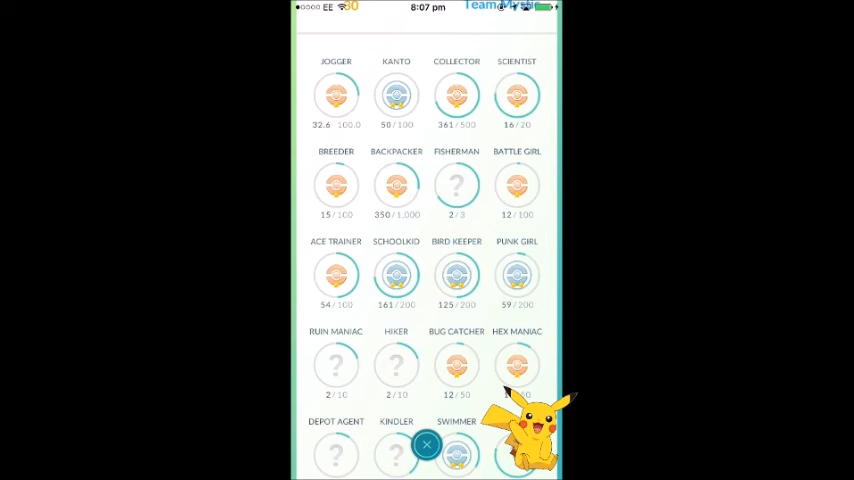 EE 8:07 pm
80 Team Mystic
JOGGER KANTO COLLECTOR SCIENTIST
32.6 100.0 50/100 361/500 16/20
BREEDER BACKPACKER FISHERMAN BATTLE GIRL
?
15/100 350/1,000 2/3 12/100
ACE TRAINER SCHOOLKID BIRD KEEPER PUNK GIRL
54/100 161/200 125/200 59/200
RUIN MANIAC HIKER BUG CATCHER HEX MANIAC
? ?
2/10 2/10 12/50
DEPOT AGENT KINDLER SWIMMER
? ?